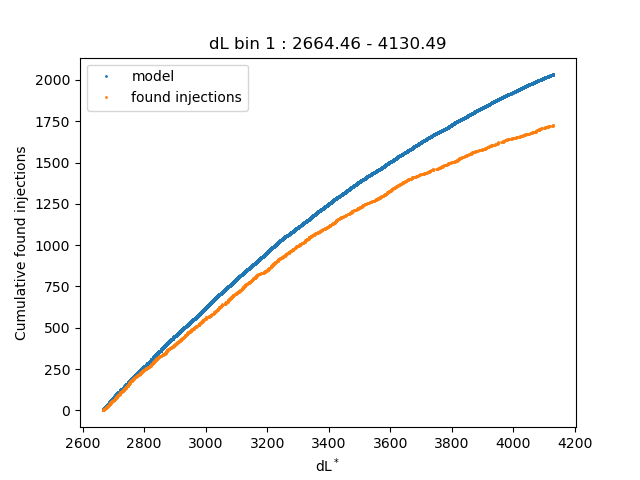 dL bin 1 : 2664.46 - 4130.49
model
found injections
Cumulative found injections
2000
1750
1500
1250
1000
750
500
250
0
2600 2800 3000 3200 3400 3600 3800 4000 4200
dL*